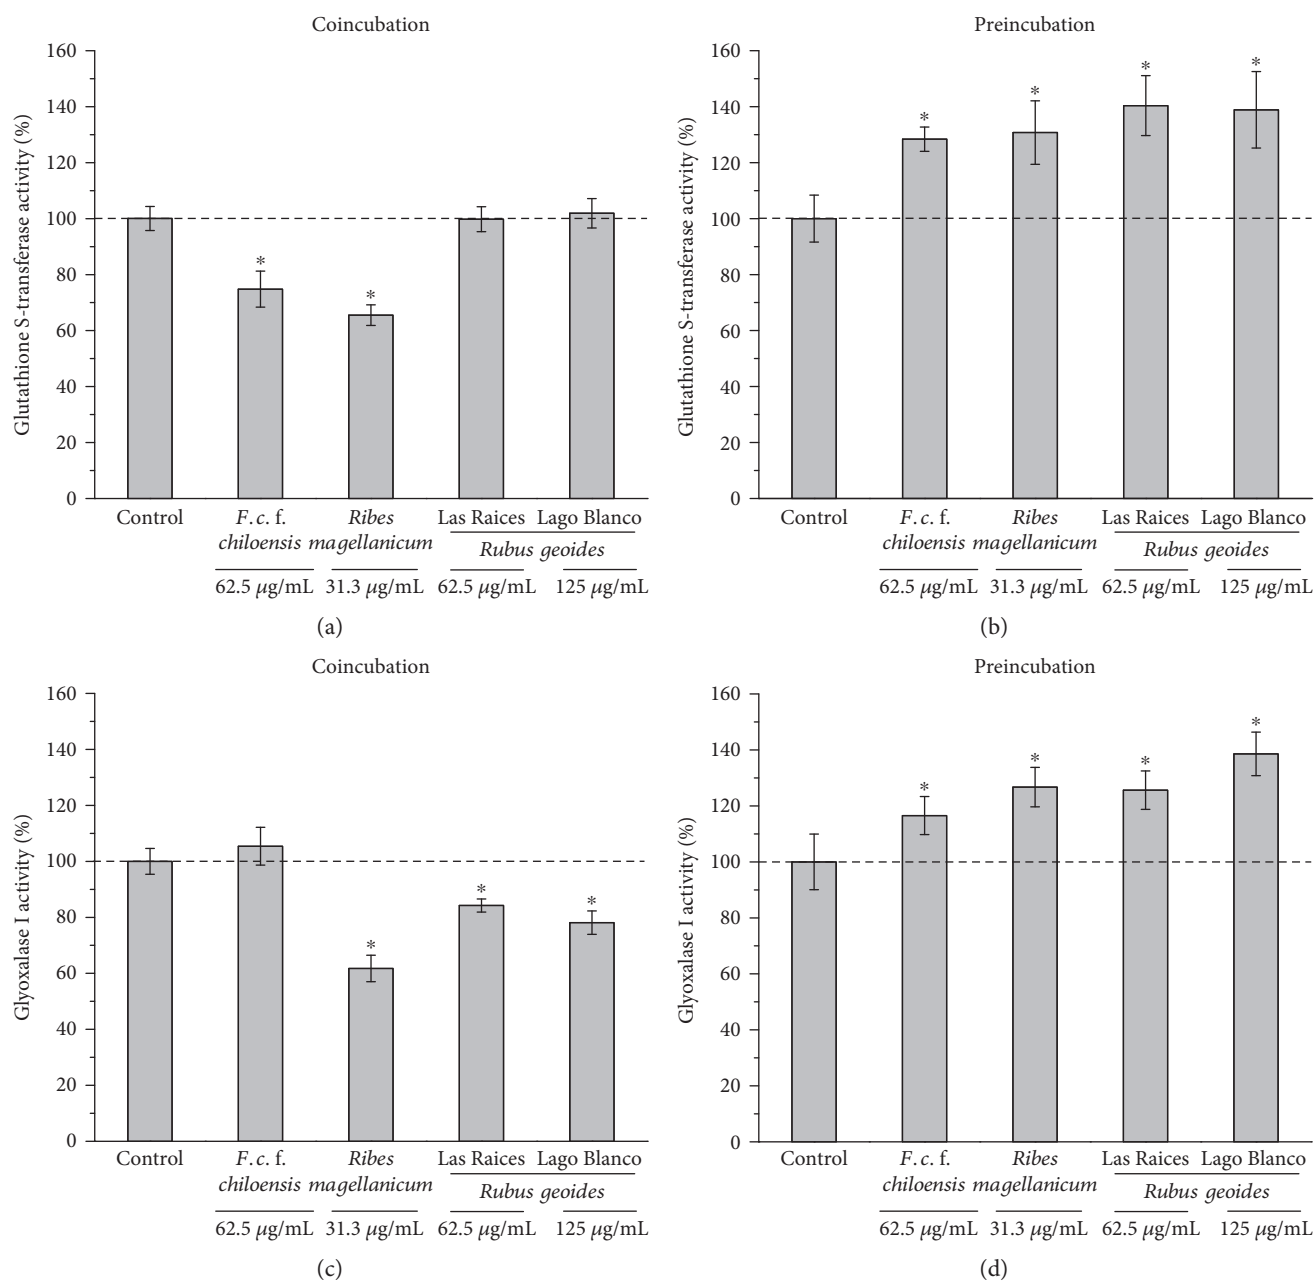 Coincubation
Glutathione S-transferase activity (%)
160
140
120
100
80
60
40
20
0
*
*
Control
F.c. f. chiloensis
Ribes magellanicum
Las Raices
Lago Blanco
Rubus geoides
62.5 μg/mL
31.3 μg/mL
62.5 μg/mL
125 μg/mL
(a)
Preincubation
Glutathione S-transferase activity (%)
160
140
120
100
80
60
40
20
0
*
*
*
*
Control
F.c. f. chiloensis
Ribes magellanicum
Las Raices
Lago Blanco
Rubus geoides
62.5 μg/mL
31.3 μg/mL
62.5 μg/mL
125 μg/mL
(b)
Coincubation
Glyoxalase I activity (%)
160
140
120
100
80
60
40
20
0
*
*
*
Control
F.c. f. chiloensis
Ribes magellanicum
Las Raices
Lago Blanco
Rubus geoides
62.5 μg/mL
31.3 μg/mL
62.5 μg/mL
125 μg/mL
(c)
Preincubation
Glyoxalase I activity (%)
160
140
120
100
80
60
40
20
0
*
*
*
*
Control
F.c. f. chiloensis
Ribes magellanicum
Las Raices
Lago Blanco
Rubus geoides
62.5 μg/mL
31.3 μg/mL
62.5 μg/mL
125 μg/mL
(d)